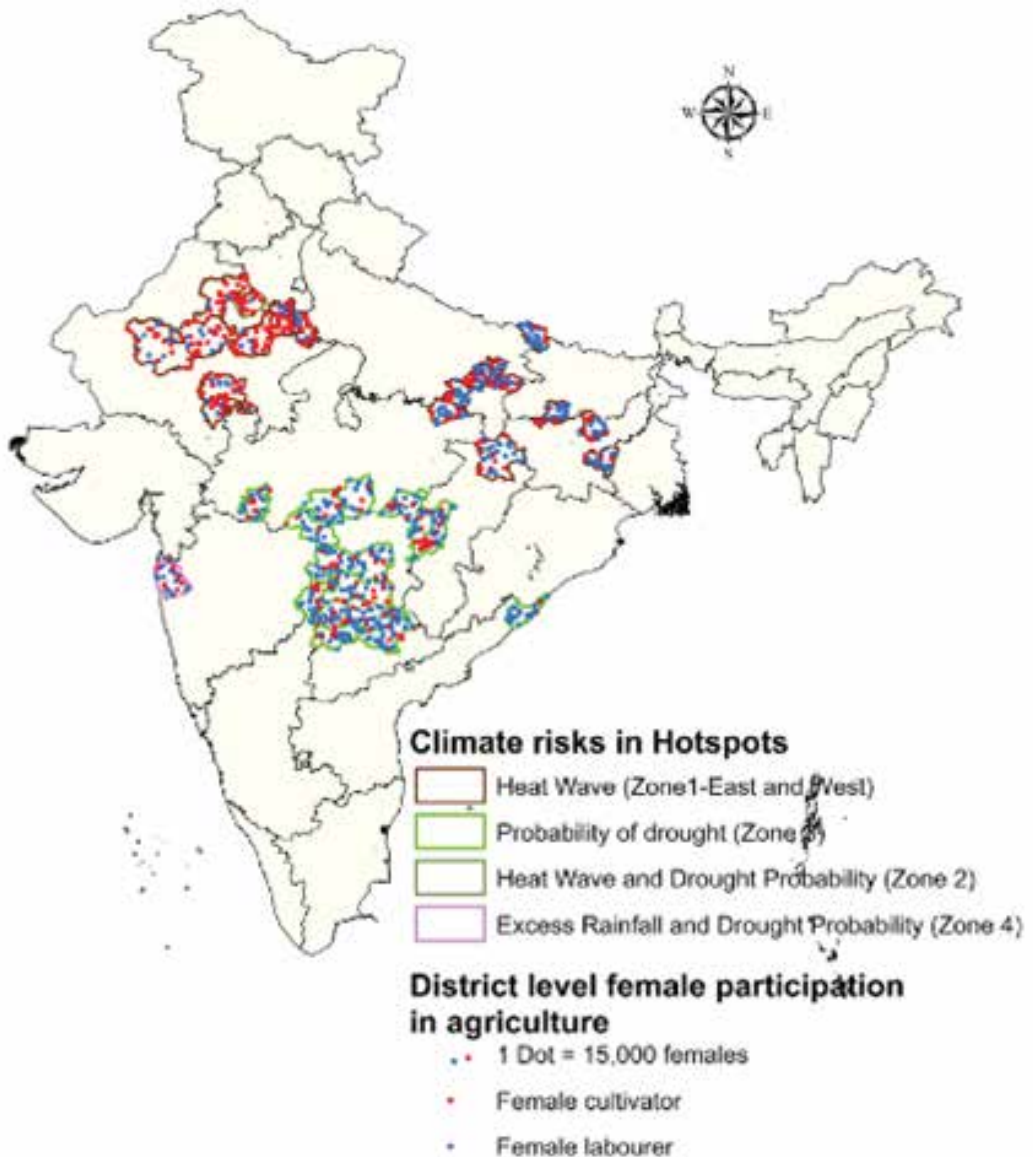 N
W E
S
Climate risks in Hotspots
Heat Wave (Zone1-East and West)
Probability of drought (Zone 3)
Heat Wave and Drought Probability (Zone 2)
Excess Rainfall and Drought Probability (Zone 4)
District level female participation
in agriculture
1 Dot = 15,000 females
Female cultivator
Female labourer